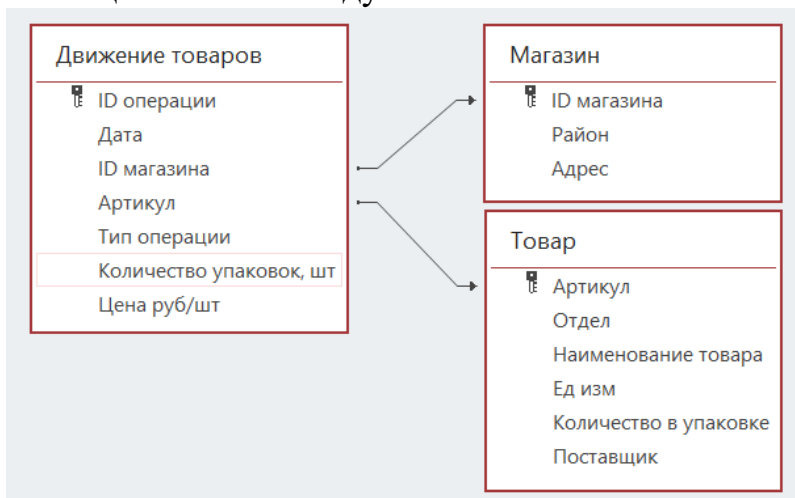 Движение товаров
ID операции
Дата
ID магазина
Артикул
Тип операции
Количество упаковок, шт
Цена руб/шт
Магазин
ID магазина
Район
Адрес
Товар
Артикул
Отдел
Наименование товара
Ед изм
Количество в упаковке
Поставщик